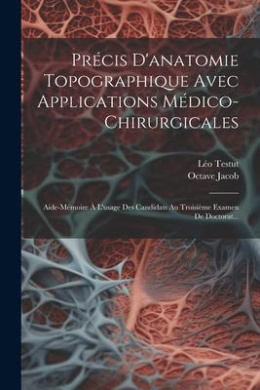 Précis D'anatomie
Topographique Avec
Applications Médico-
Chirurgicales
Léo Testut
Octave Jacob
Aide-Mémoire À L'usage Des Candidats Au Troisième Examen
De Doctorat...